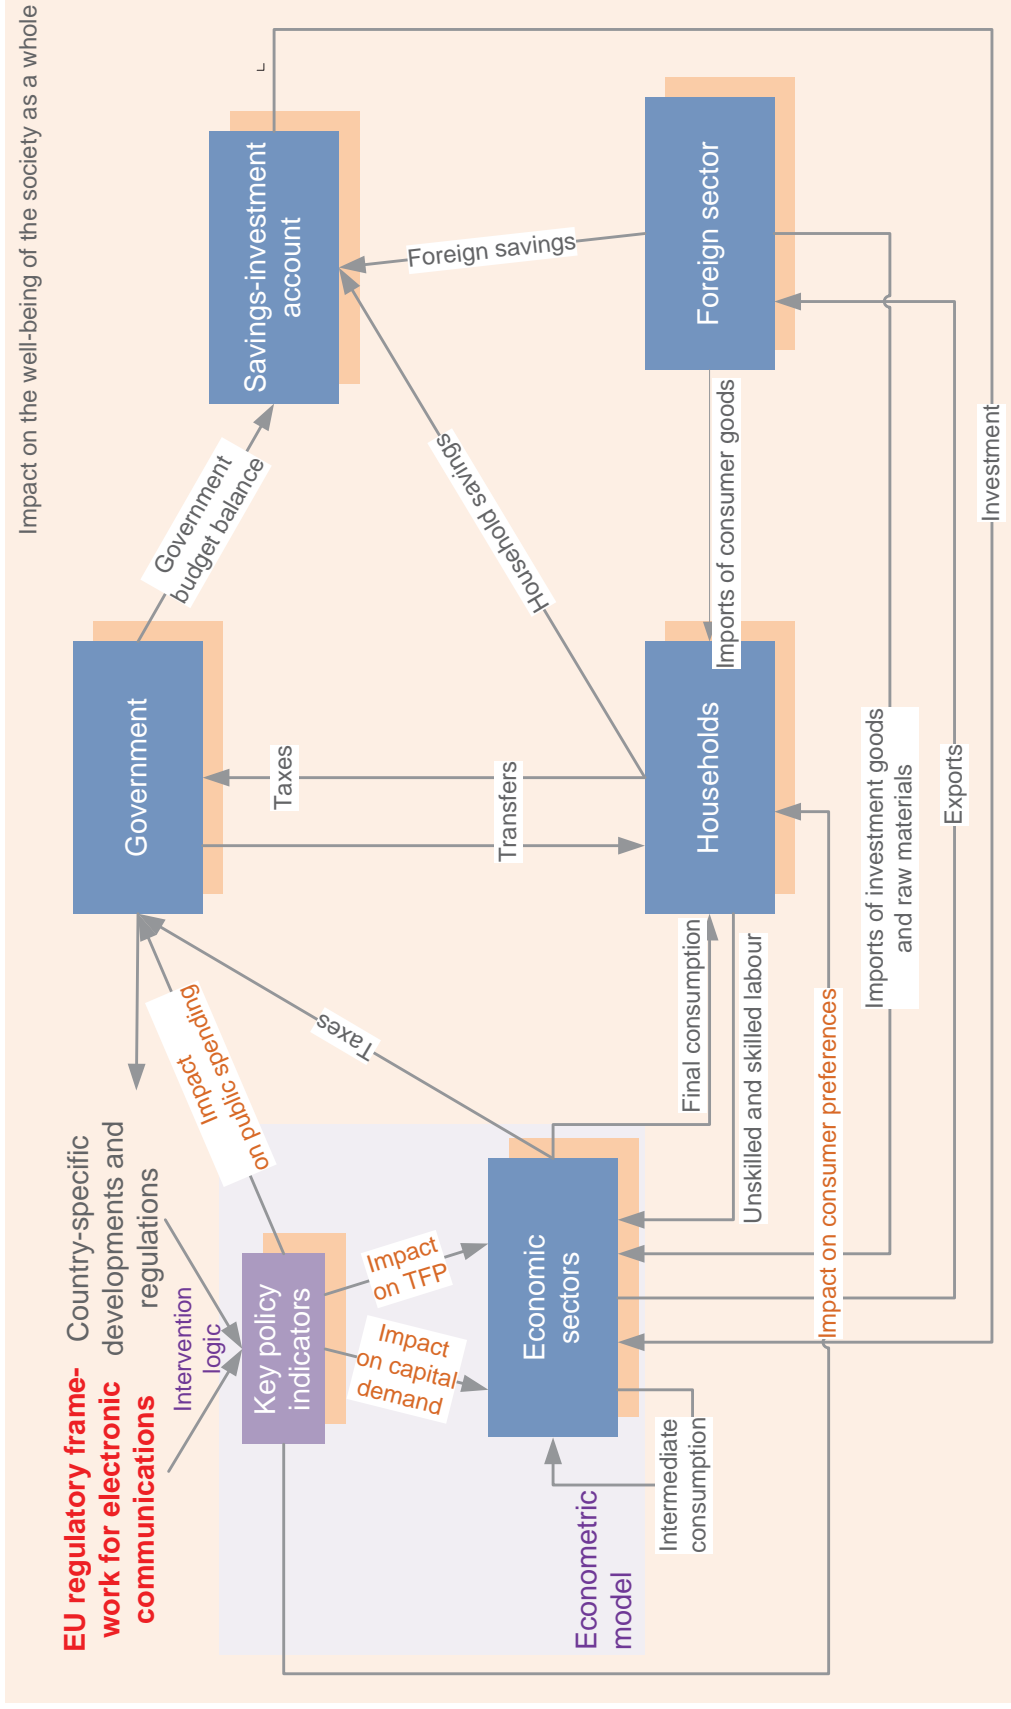 Impact on the well-being of the society as a whole
EU regulatory frame-
work for electronic
communications
Country-specific
developments and
regulations
Intervention
logic
Key policy
indicators
Impact
on public spending
Government
Government
budget balance
Savings-investment
account
Taxes
Transfers
Taxes
Household savings
Foreign savings
Impact
on TFP
Impact
on capital
demand
Economic
sectors
Econometric
model
Intermediate
consumption
Final consumption
Unskilled and skilled labour
Households
Imports of consumer goods
Foreign sector
Impact on consumer preferences
Imports of investment goods
and raw materials
Exports
Investment